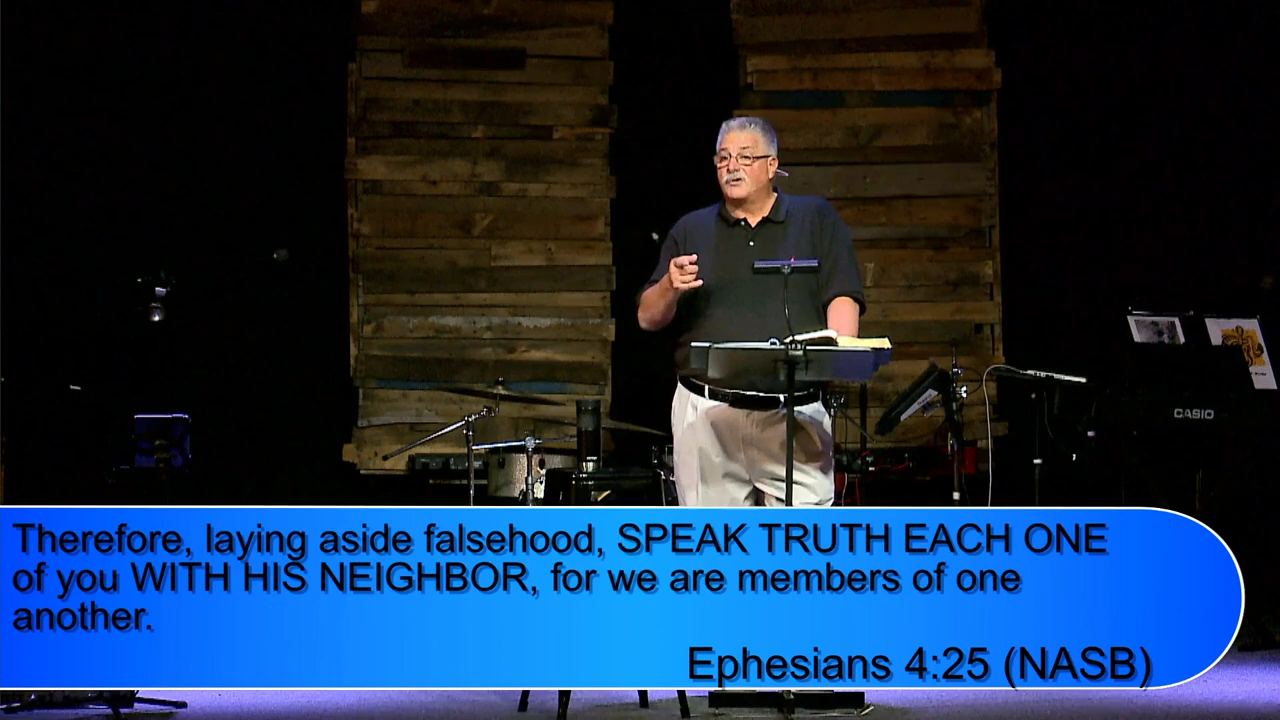 CASIO
Therefore, laying aside falsehood, SPEAK TRUTH EACH ONE
of you WITH HIS NEIGHBOR, for we are members of one
another.
Ephesians 4:25 (NASB)